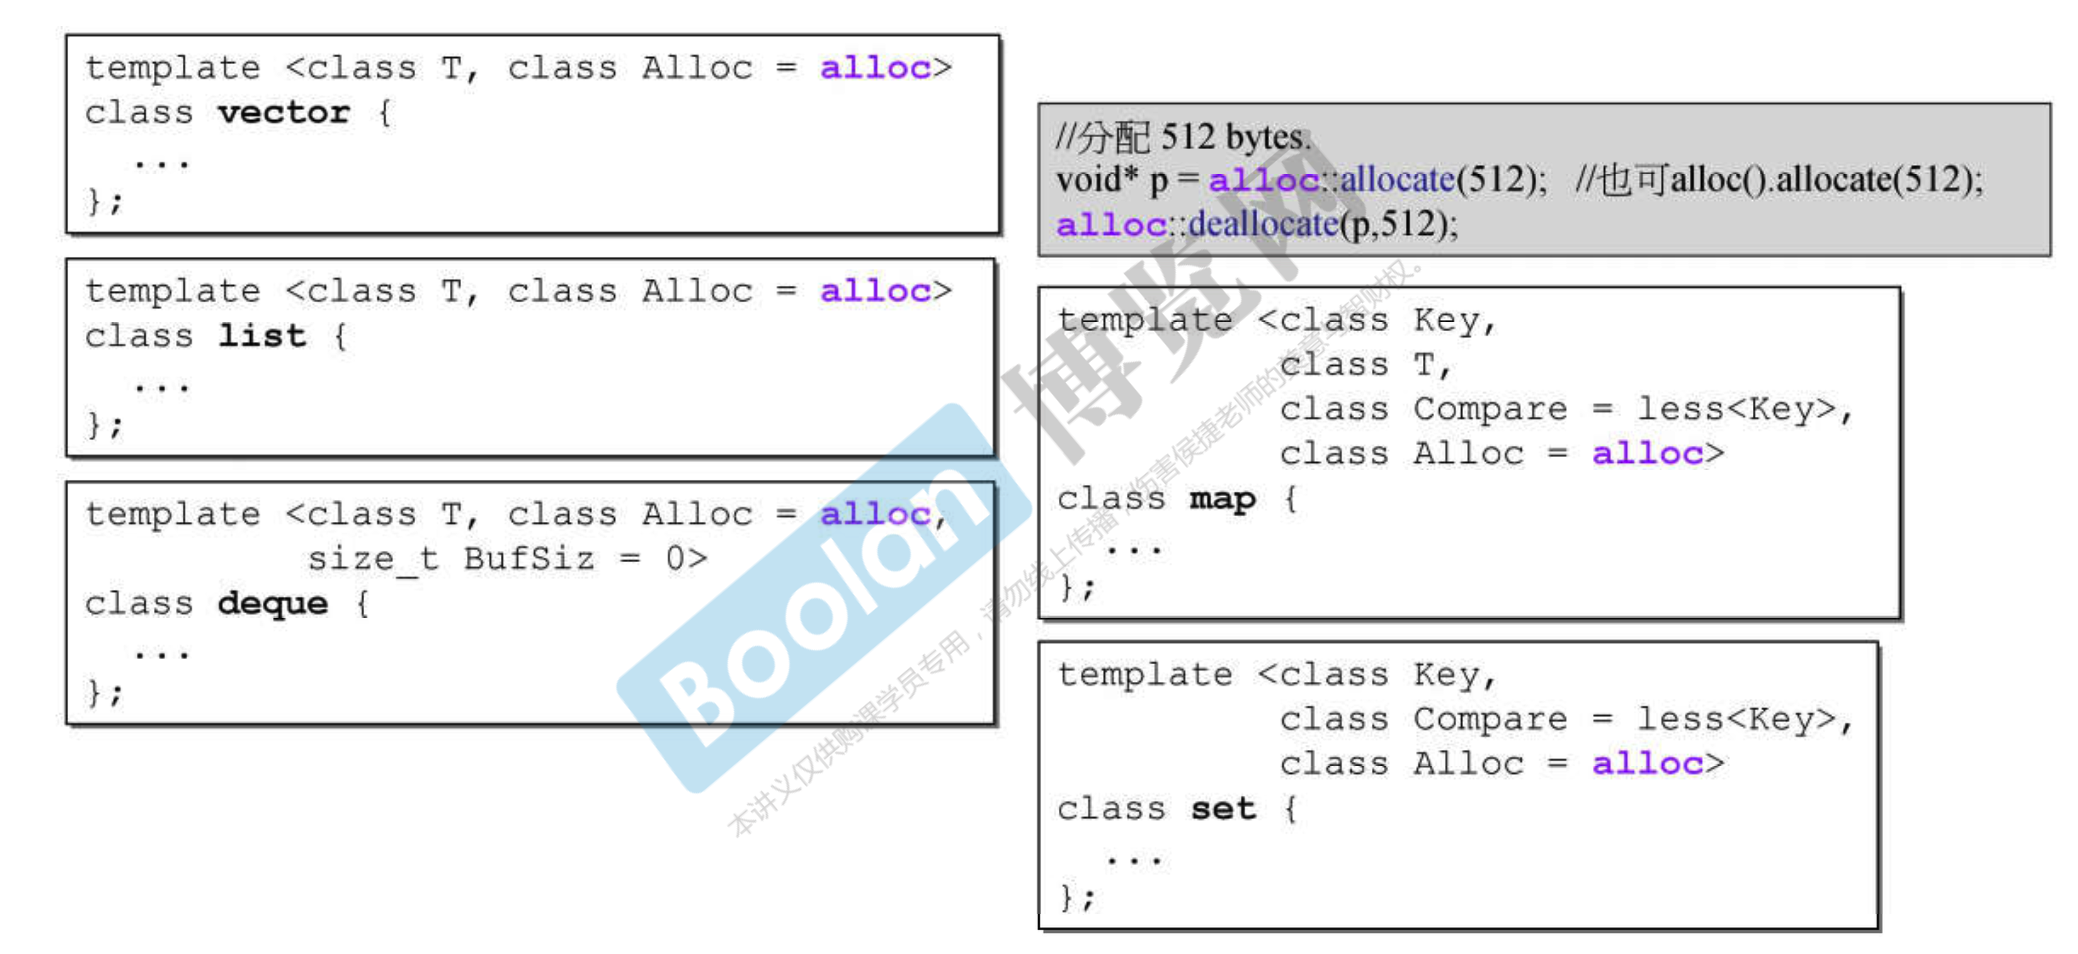 template <class T, class Alloc = alloc>
class vector {
...
};
template <class T, class Alloc = alloc>
class list {
...
};
template <class T, class Alloc = alloc,
size_t BufSiz = 0>
class deque {
...
};
//分配 512 bytes.
void* p = alloc::allocate(512); //也可alloc().allocate(512);
alloc::deallocate(p,512);
template <class Key,
class T,
class Compare = less<Key>,
class Alloc = alloc>
class map {
...
};
template <class Key,
class Compare = less<Key>,
class Alloc = alloc>
class set {
...
};
Boolan 博览网
本讲义仅供购课学员专用，请勿线上传播，伤害侯捷老师的美意与智财权。